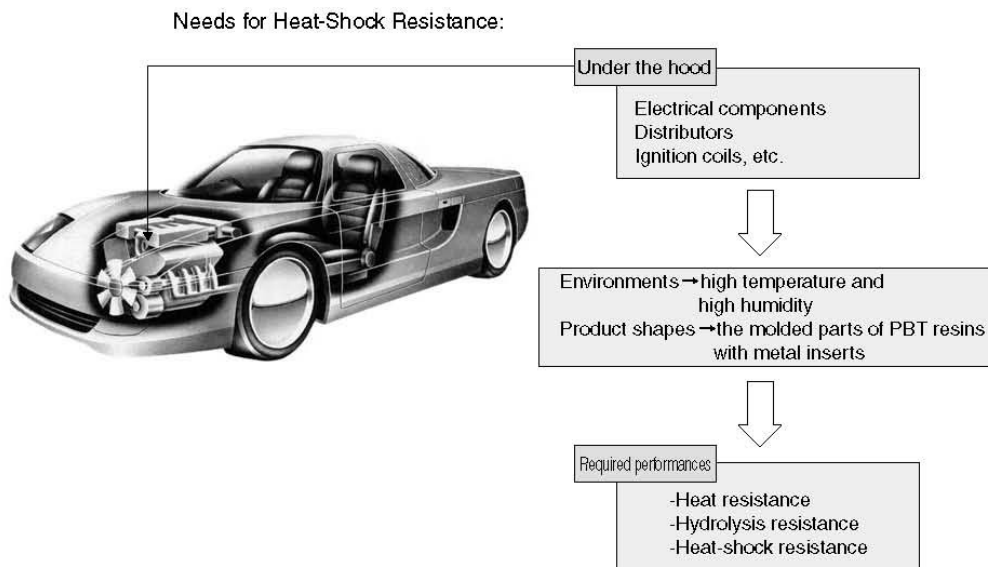 Needs for Heat-Shock Resistance:
Under the hood
Electrical components
Distributors
Ignition coils, etc.
Environments→high temperature and
high humidity
Product shapes→the molded parts of PBT resins
with metal inserts
Required performances
-Heat resistance
-Hydrolysis resistance
-Heat-shock resistance